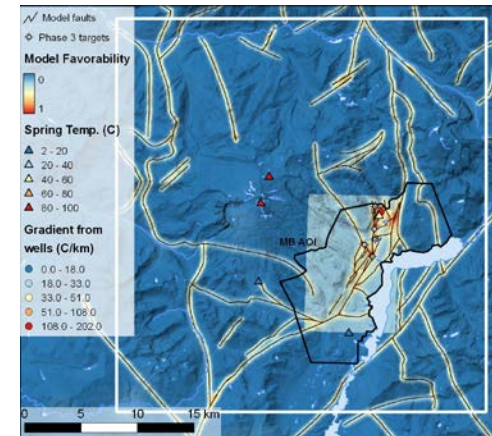 Model faults
Phase 3 targets
Model Favorability
0
1
Spring Temp. (C)
2 - 20
20 - 40
40 - 60
60 - 80
80 - 100
Gradient from
wells (C/km)
0.0 - 18.0
18.0 - 33.0
33.0 - 51.0
51.0 - 108.0
108.0 - 202.0
MB AOI
0 5 10 15 km